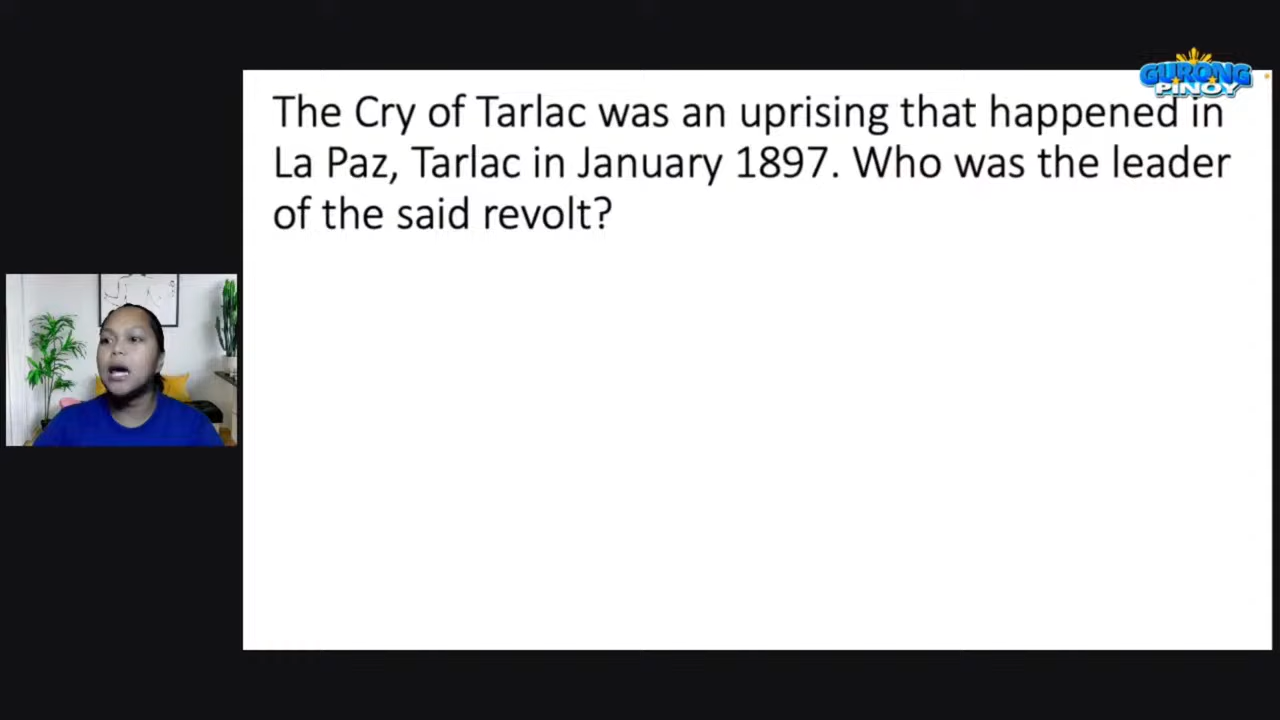 GURONG
PINOY
The Cry of Tarlac was an uprising that happened in
La Paz, Tarlac in January 1897. Who was the leader
of the said revolt?